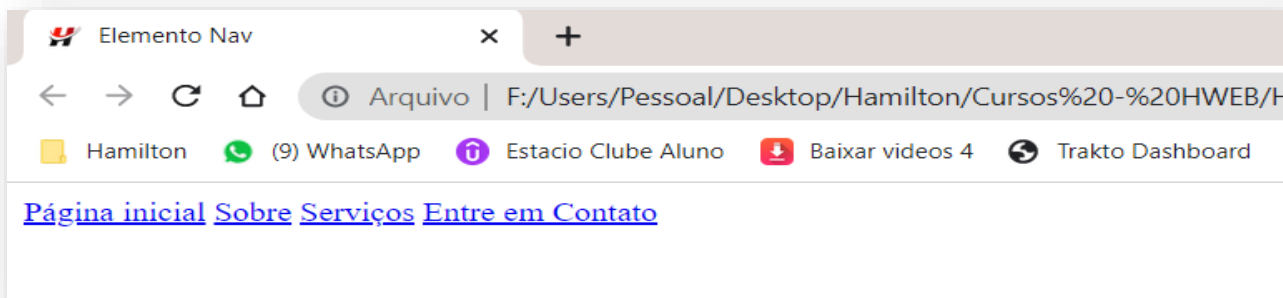 Elemento Nav
Arquivo | F:/Users/Pessoal/Desktop/Hamilton/Cursos%20-%20HWEB/H
Hamilton (9) WhatsApp Estacio Clube Aluno Baixar videos 4 Trakto Dashboard
Página inicial Sobre Serviços Entre em Contato